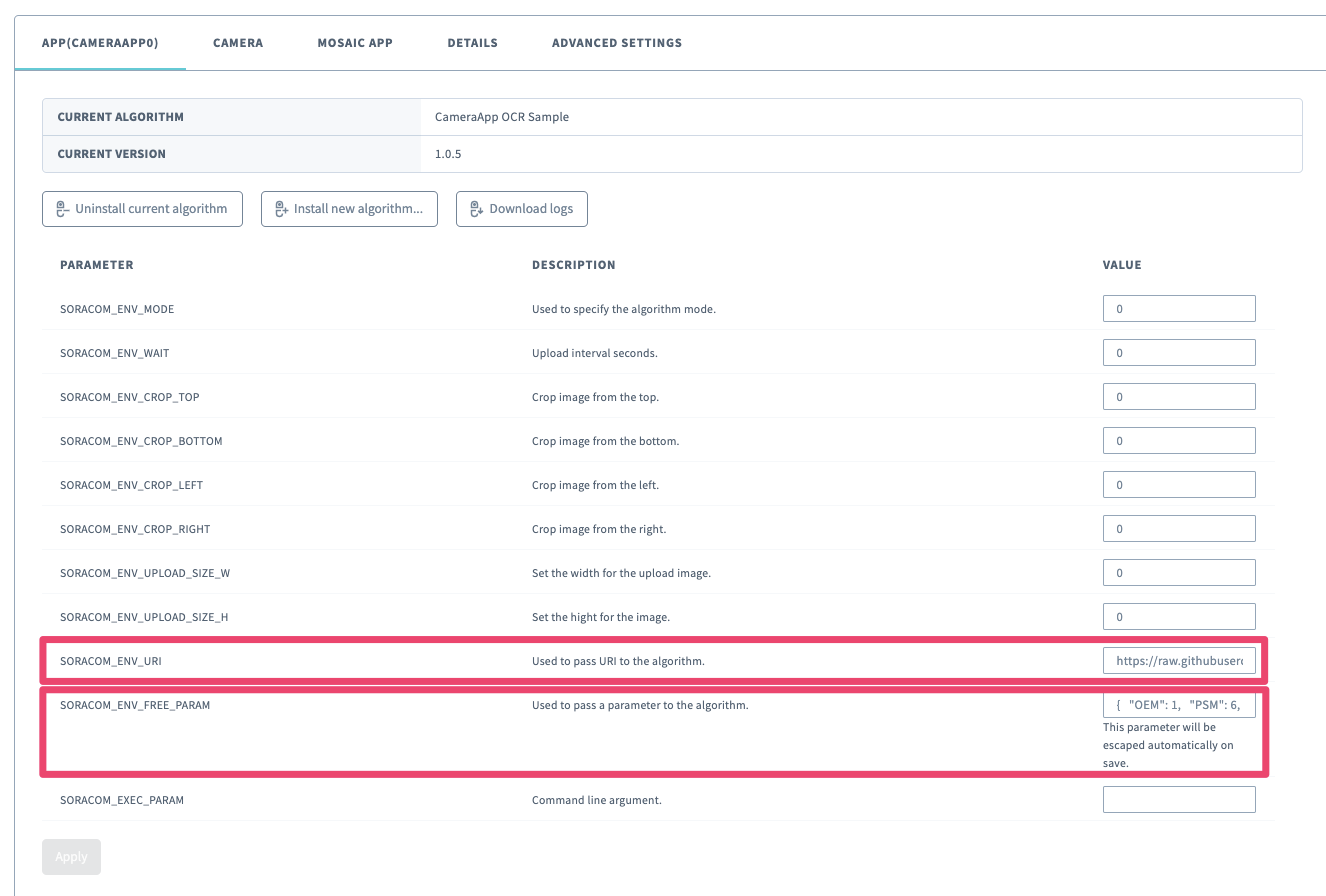 APP(CAMERAAPP0) CAMERA MOSAIC APP DETAILS ADVANCED SETTINGS
CURRENT ALGORITHM CameraApp OCR Sample
CURRENT VERSION 1.0.5
Uninstall current algorithm Install new algorithm... Download logs
PARAMETER DESCRIPTION VALUE
SORACOM_ENV_MODE Used to specify the algorithm mode. 0
SORACOM_ENV_WAIT Upload interval seconds. 0
SORACOM_ENV_CROP_TOP Crop image from the top. 0
SORACOM_ENV_CROP_BOTTOM Crop image from the bottom. 0
SORACOM_ENV_CROP_LEFT Crop image from the left. 0
SORACOM_ENV_CROP_RIGHT Crop image from the right. 0
SORACOM_ENV_UPLOAD_SIZE_W Set the width for the upload image. 0
SORACOM_ENV_UPLOAD_SIZE_H Set the hight for the image. 0
SORACOM_ENV_URI Used to pass URI to the algorithm. https://raw.githubuser
SORACOM_ENV_FREE_PARAM Used to pass a parameter to the algorithm. { "OEM": 1, "PSM": 6,
This parameter will be
escaped automatically on
save.
SORACOM_EXEC_PARAM Command line argument.
Apply